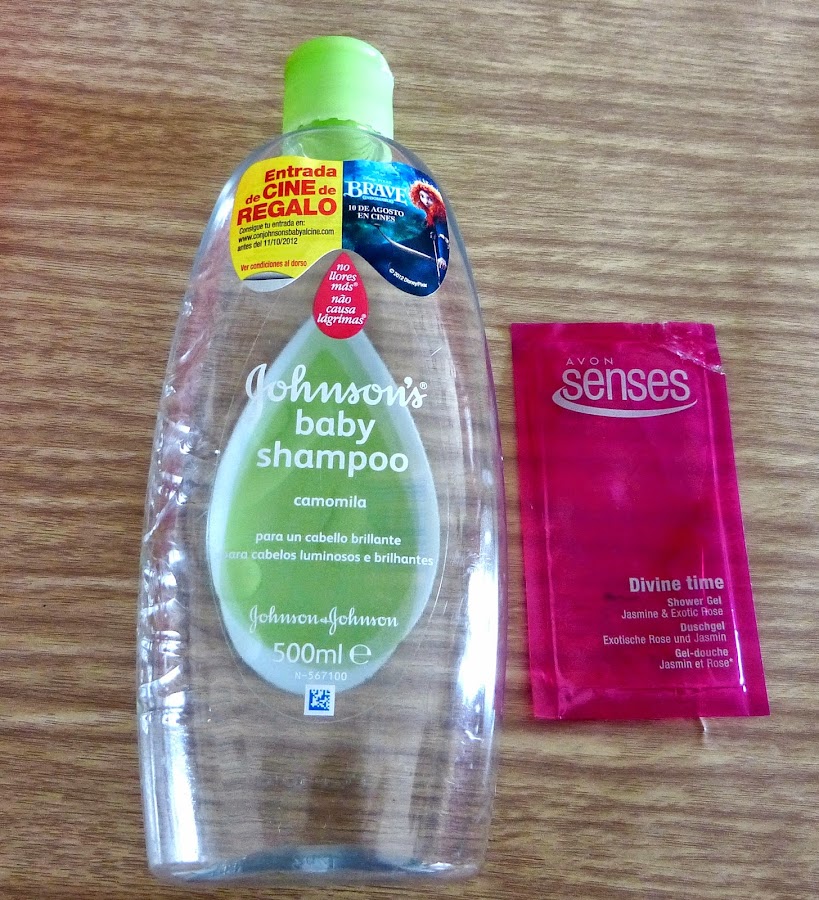 Entrada
de CINE de
REGALO
Consigue tu entrada en:
www.conjohnsonsbabyalcine.com
antes del 11/10/2012
Ver condiciones al dorso
BRAVE
10 DE AGOSTO
EN CINES
© 2012 Disney/Pixar
no
llores
más®
não
causa
lágrimas®
Johnson's®
baby
shampoo
camomila
para un cabello brillante
para cabelos luminosos e brilhantes
Johnson & Johnson
500ml e
N-567100
AVON
senses
Divine time
Shower Gel
Jasmine & Exotic Rose
Duschgel
Exotische Rose und Jasmin
Gel-douche
Jasmin et Rose*